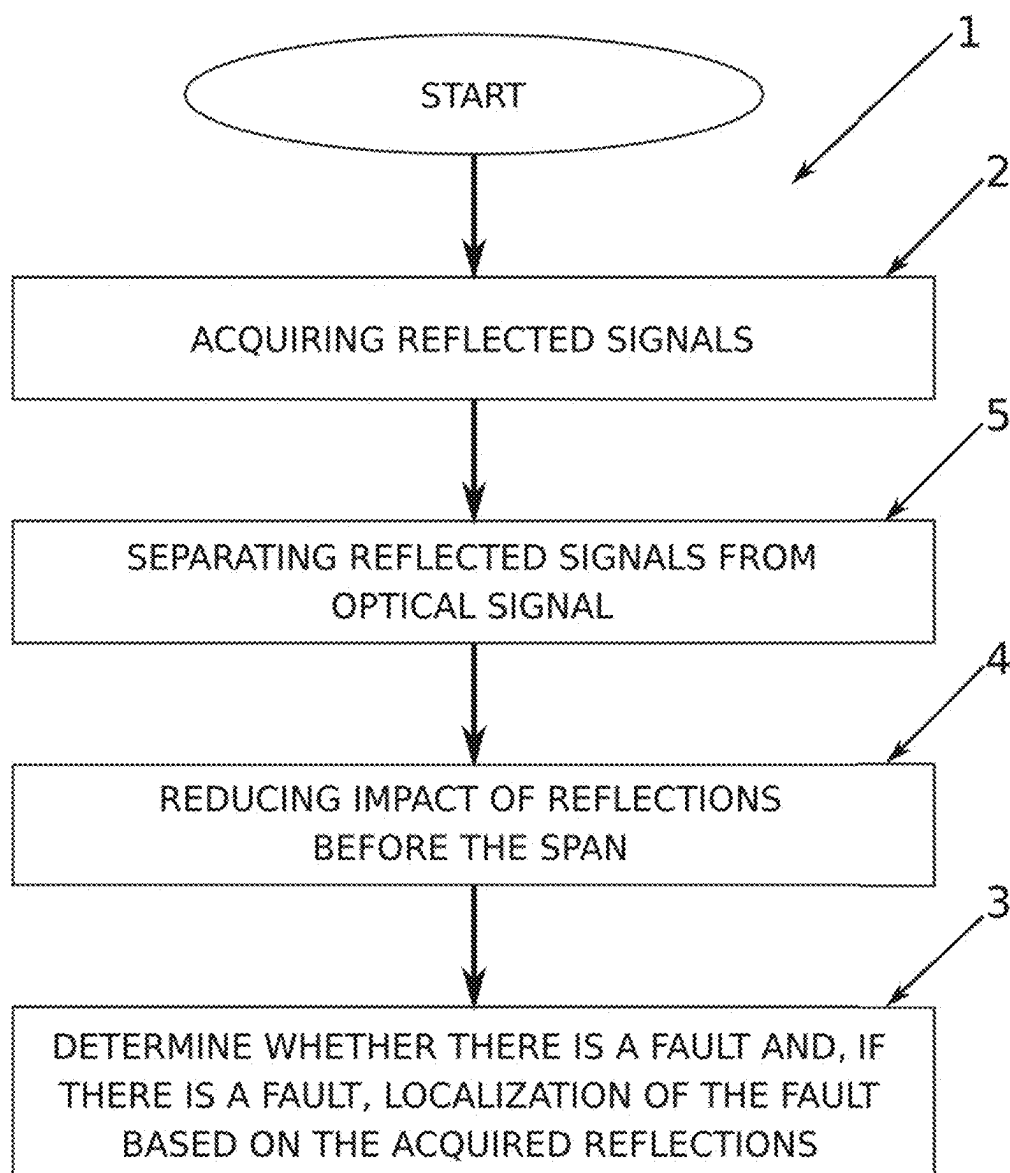 1
START
2
ACQUIRING REFLECTED SIGNALS
5
SEPARATING REFLECTED SIGNALS FROM
OPTICAL SIGNAL
4
REDUCING IMPACT OF REFLECTIONS
BEFORE THE SPAN
3
DETERMINE WHETHER THERE IS A FAULT AND, IF
THERE IS A FAULT, LOCALIZATION OF THE FAULT
BASED ON THE ACQUIRED REFLECTIONS